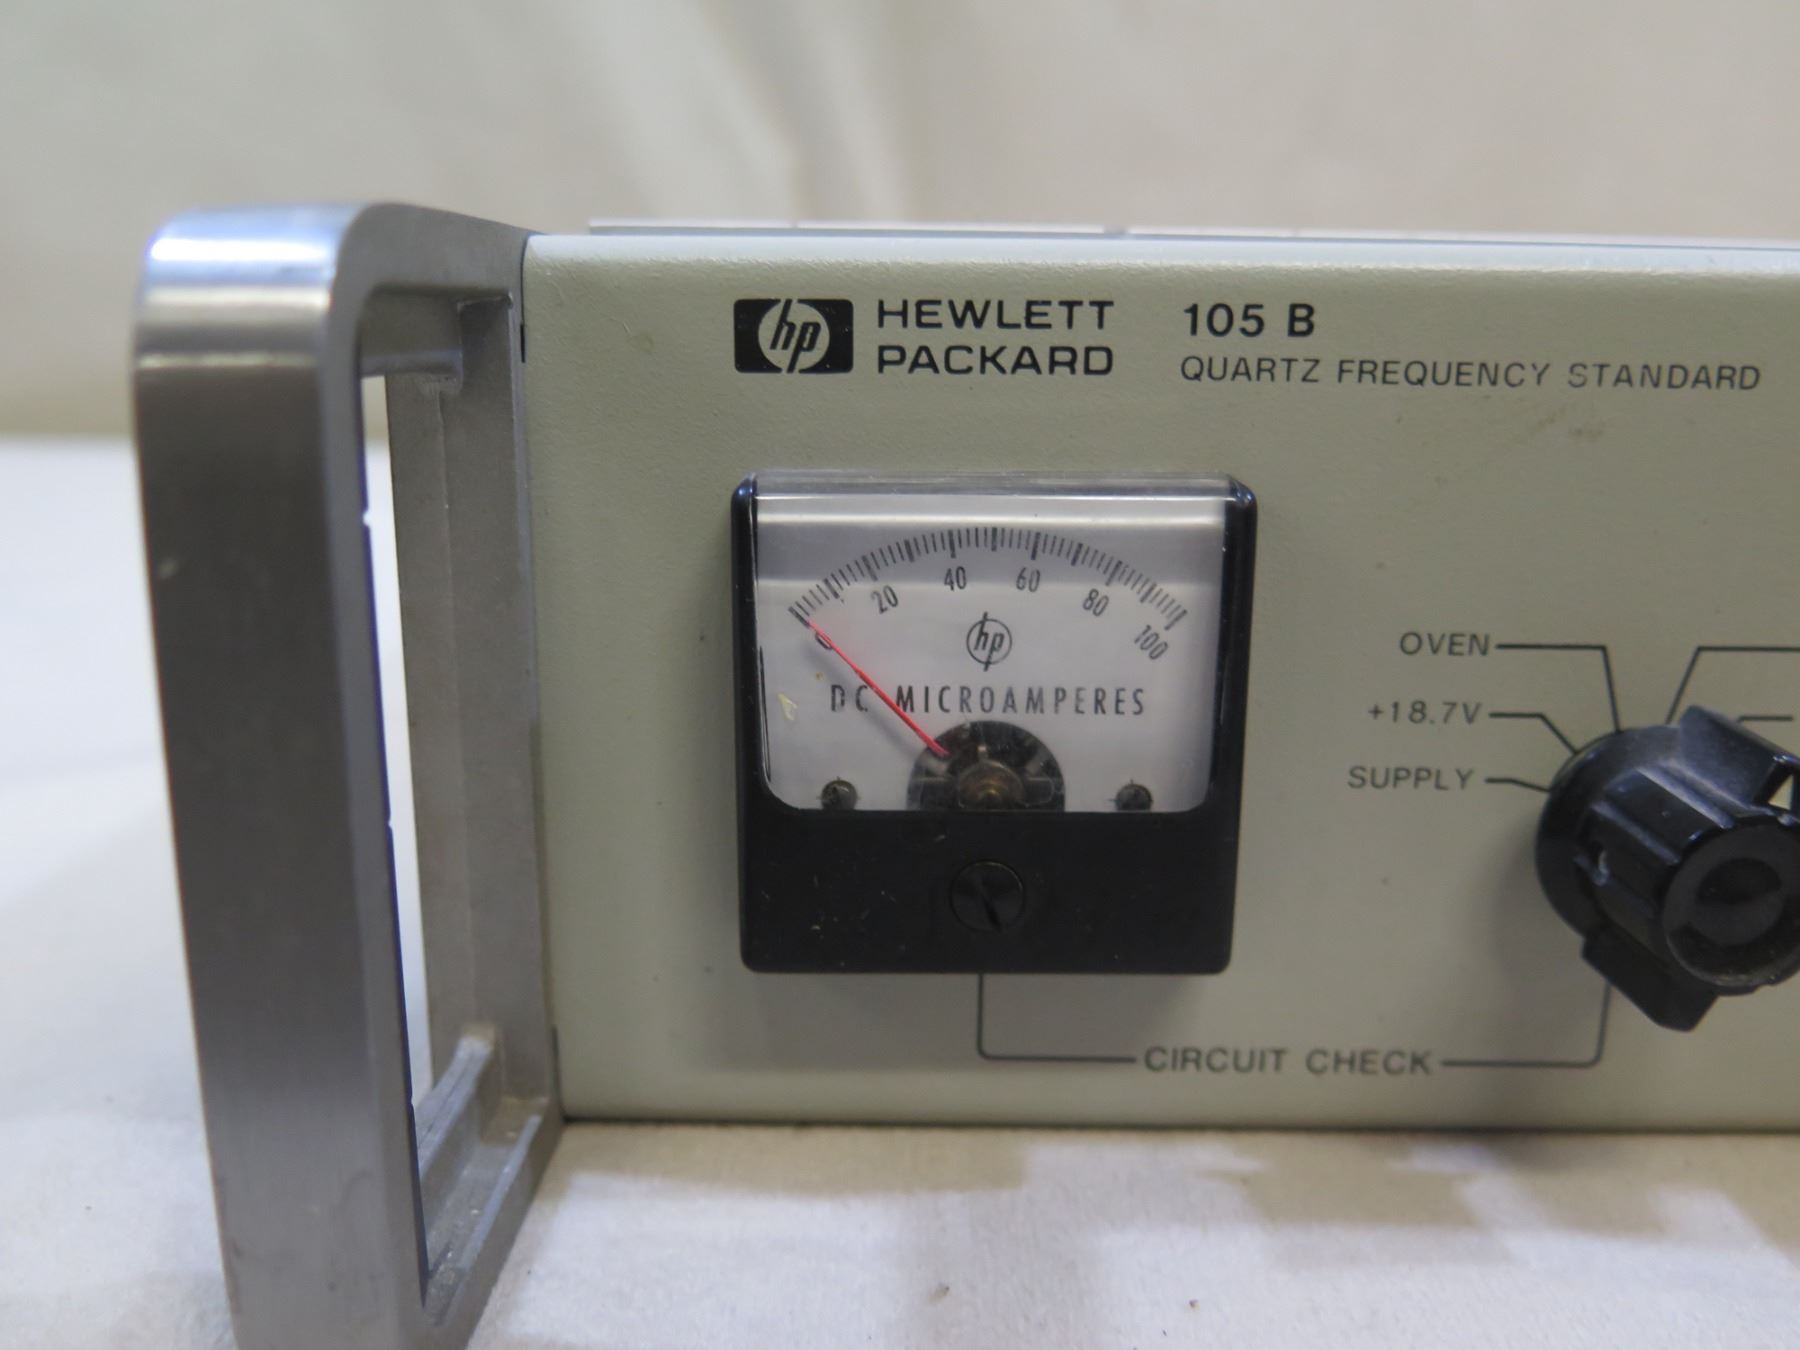 hp HEWLETT PACKARD
105 B
QUARTZ FREQUENCY STANDARD
0 20 40 60 80 100
hp
DC MICROAMPERES
OVEN
+18.7V
SUPPLY
CIRCUIT CHECK